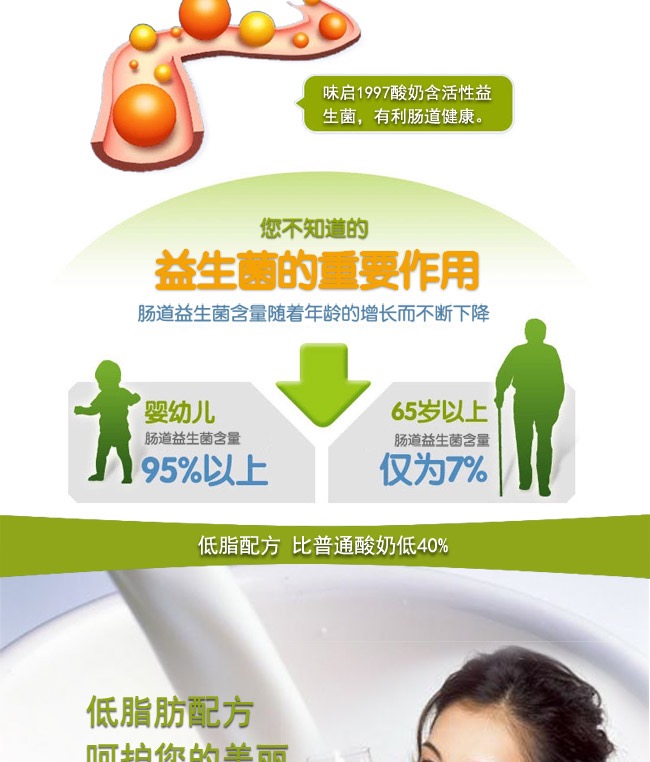 味启1997酸奶含活性益
生菌，有利肠道健康。
您不知道的
益生菌的重要作用
肠道益生菌含量随着年龄的增长而不断下降
婴幼儿
肠道益生菌含量
95%以上
65岁以上
肠道益生菌含量
仅为7%
低脂配方 比普通酸奶低40%
低脂肪配方
呵护您的美丽